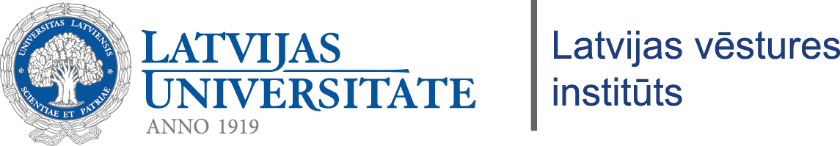 UNIVERSITAS LATVIENSIS
SCIENTIAE ET PATRIAE
LATVIJAS
UNIVERSITĀTE
ANNO 1919
Latvijas vēstures
institūts